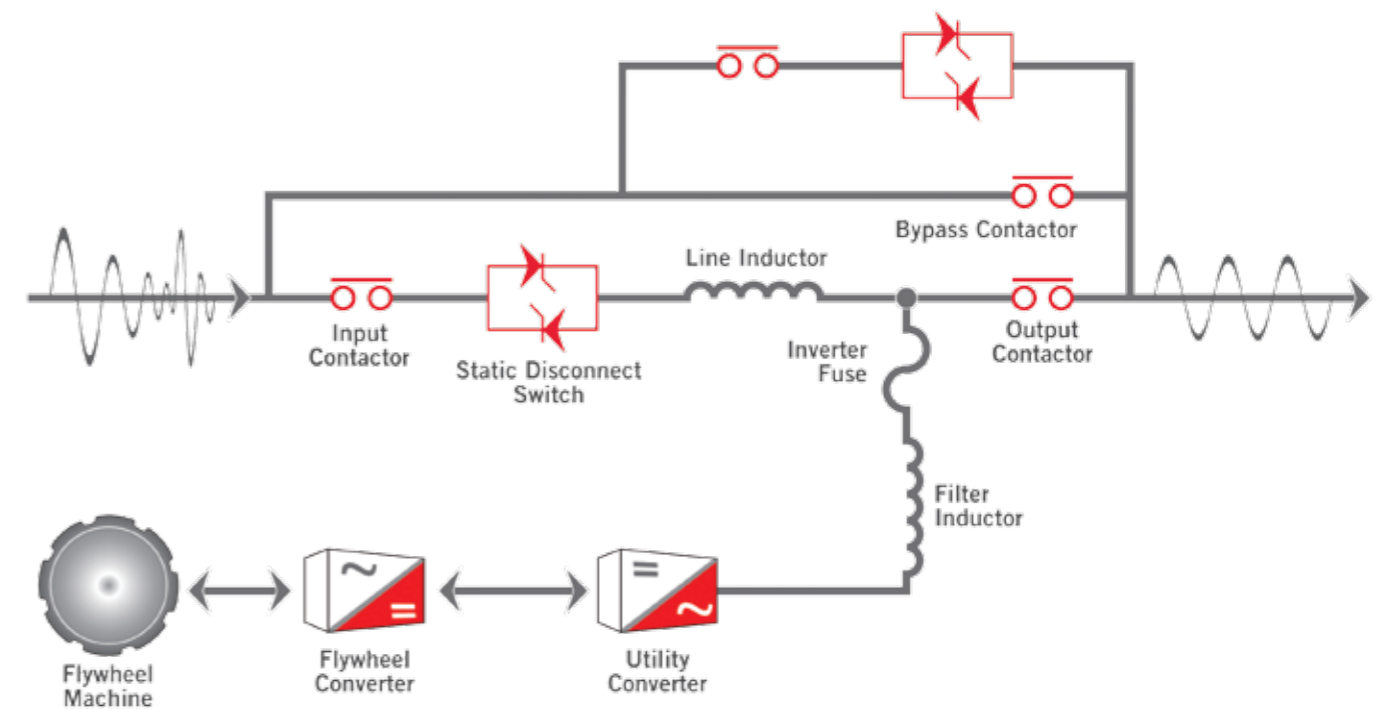 Bypass Contactor
Line Inductor
Input
Contactor
Static Disconnect
Switch
Inverter
Fuse
Output
Contactor
Filter
Inductor
Flywheel
Machine
Flywheel
Converter
Utility
Converter